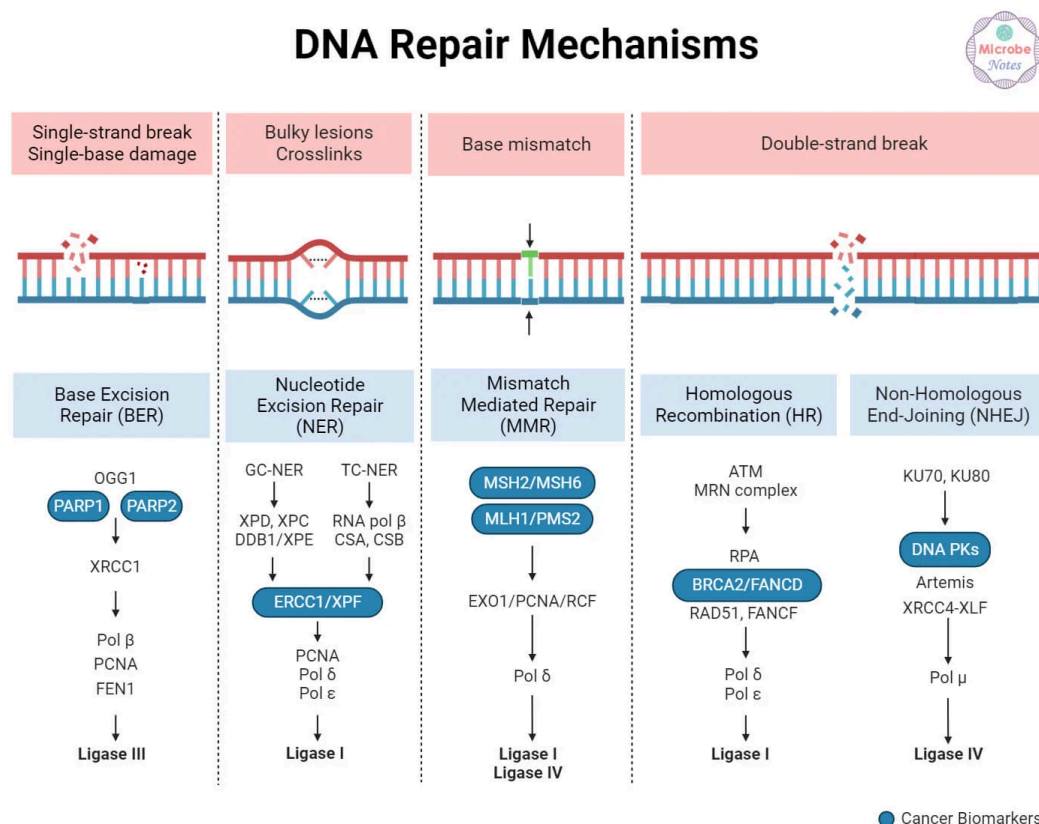 DNA Repair Mechanisms
Microbe
Notes
Single-strand break
Single-base damage
Bulky lesions
Crosslinks
Base mismatch
Double-strand break
Base Excision
Repair (BER)
Nucleotide
Excision Repair
(NER)
Mismatch
Mediated Repair
(MMR)
Homologous
Recombination (HR)
Non-Homologous
End-Joining (NHEJ)
OGG1
PARP1 PARP2
XRCC1
Pol β
PCNA
FEN1
Ligase III
GC-NER TC-NER
XPD, XPC RNA pol β
DDB1/XPE CSA, CSB
ERCC1/XPF
PCNA
Pol δ
Pol ε
Ligase I
MSH2/MSH6
MLH1/PMS2
EXO1/PCNA/RCF
Pol δ
Ligase I
Ligase IV
ATM
MRN complex
RPA
BRCA2/FANCD
RAD51, FANCF
Pol δ
Pol ε
Ligase I
KU70, KU80
DNA PKs
Artemis
XRCC4-XLF
Pol μ
Ligase IV
Cancer Biomarkers